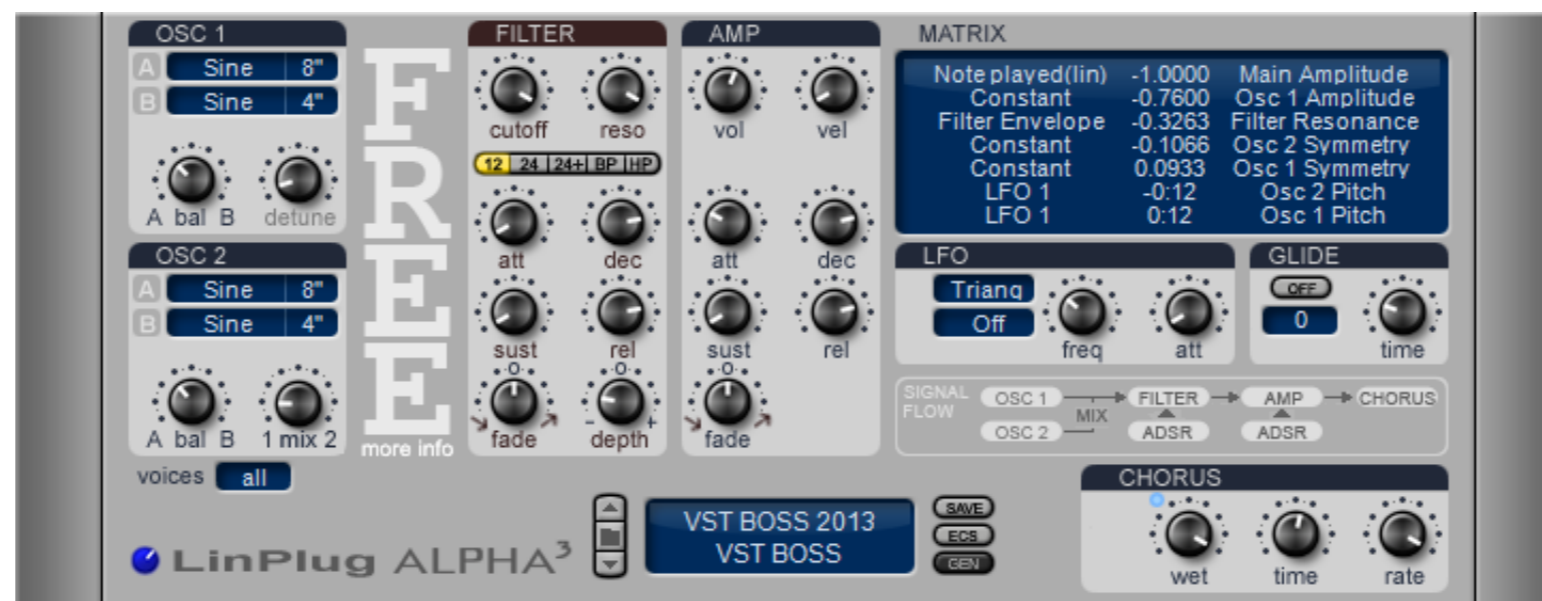 OSC 1
A Sine 8"
B Sine 4"
A bal B detune
OSC 2
A Sine 8"
B Sine 4"
A bal B 1 mix 2
voices all
LinPlug ALPHA³
FREE
more info
FILTER
cutoff reso
12 24 24+ BP HP
att dec
sust rel
O O
- +
fade depth
AMP
vol vel
att dec
sust rel
O
fade
MATRIX
Note played(lin) -1.0000 Main Amplitude
Constant -0.7600 Osc 1 Amplitude
Filter Envelope -0.3263 Filter Resonance
Constant -0.1066 Osc 2 Symmetry
Constant 0.0933 Osc 1 Symmetry
LFO 1 -0:12 Osc 2 Pitch
LFO 1 0:12 Osc 1 Pitch
LFO
Triang
Off
freq att
GLIDE
OFF
0
time
SIGNAL
FLOW
OSC 1 FILTER AMP CHORUS
MIX
OSC 2 ADSR ADSR
VST BOSS 2013
VST BOSS
SAVE
ECS
GEN
CHORUS
wet time rate